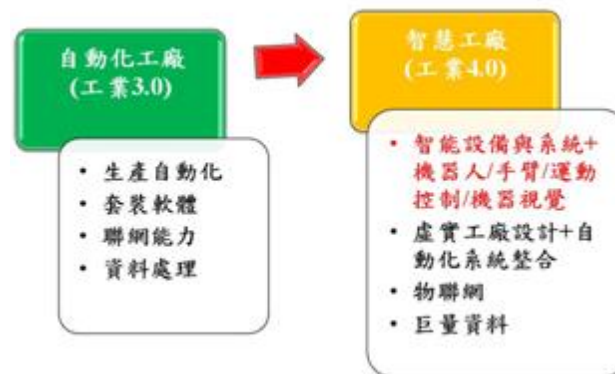 自動化工廠
(工業3.0)
• 生產自動化
• 套裝軟體
• 聯網能力
• 資料處理
智慧工廠
(工業4.0)
• 智能設備與系統+
機器人/手臂/運動
控制/機器視覺
• 虛實工廠設計+自
動化系統整合
• 物聯網
• 巨量資料